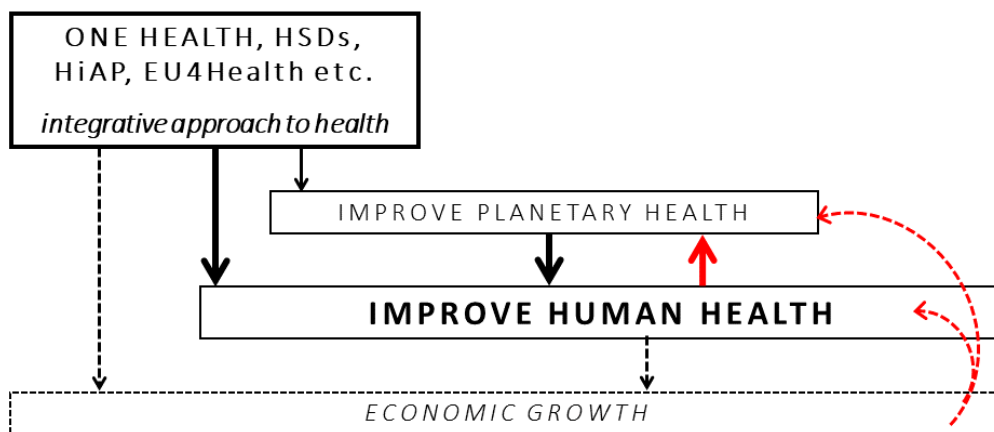 ONE HEALTH, HSDs,
HiAP, EU4Health etc.
integrative approach to health
IMPROVE PLANETARY HEALTH
IMPROVE HUMAN HEALTH
ECONOMIC GROWTH